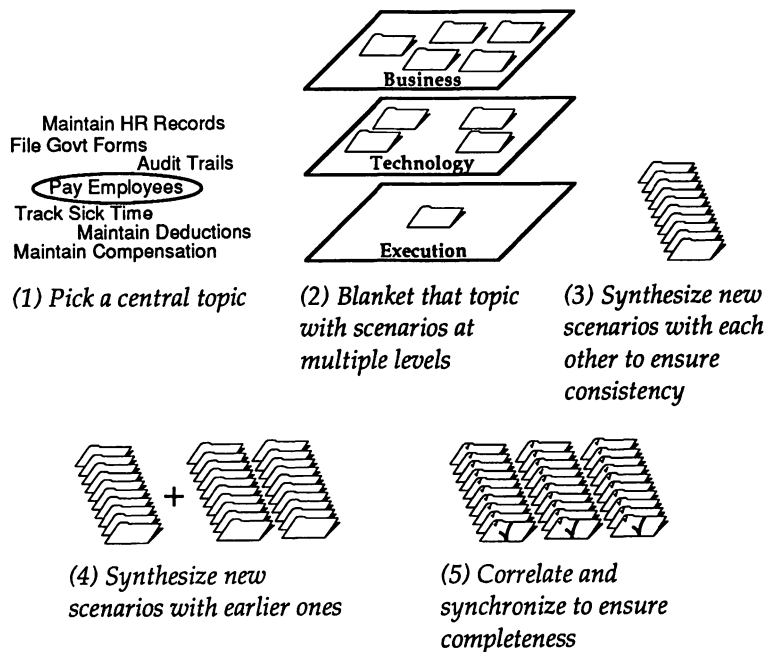 Business
Technology
Execution
Maintain HR Records
File Govt Forms
Audit Trails
Pay Employees
Track Sick Time
Maintain Deductions
Maintain Compensation
(1) Pick a central topic
(2) Blanket that topic
with scenarios at
multiple levels
(3) Synthesize new
scenarios with each
other to ensure
consistency
+
(4) Synthesize new
scenarios with earlier ones
(5) Correlate and
synchronize to ensure
completeness